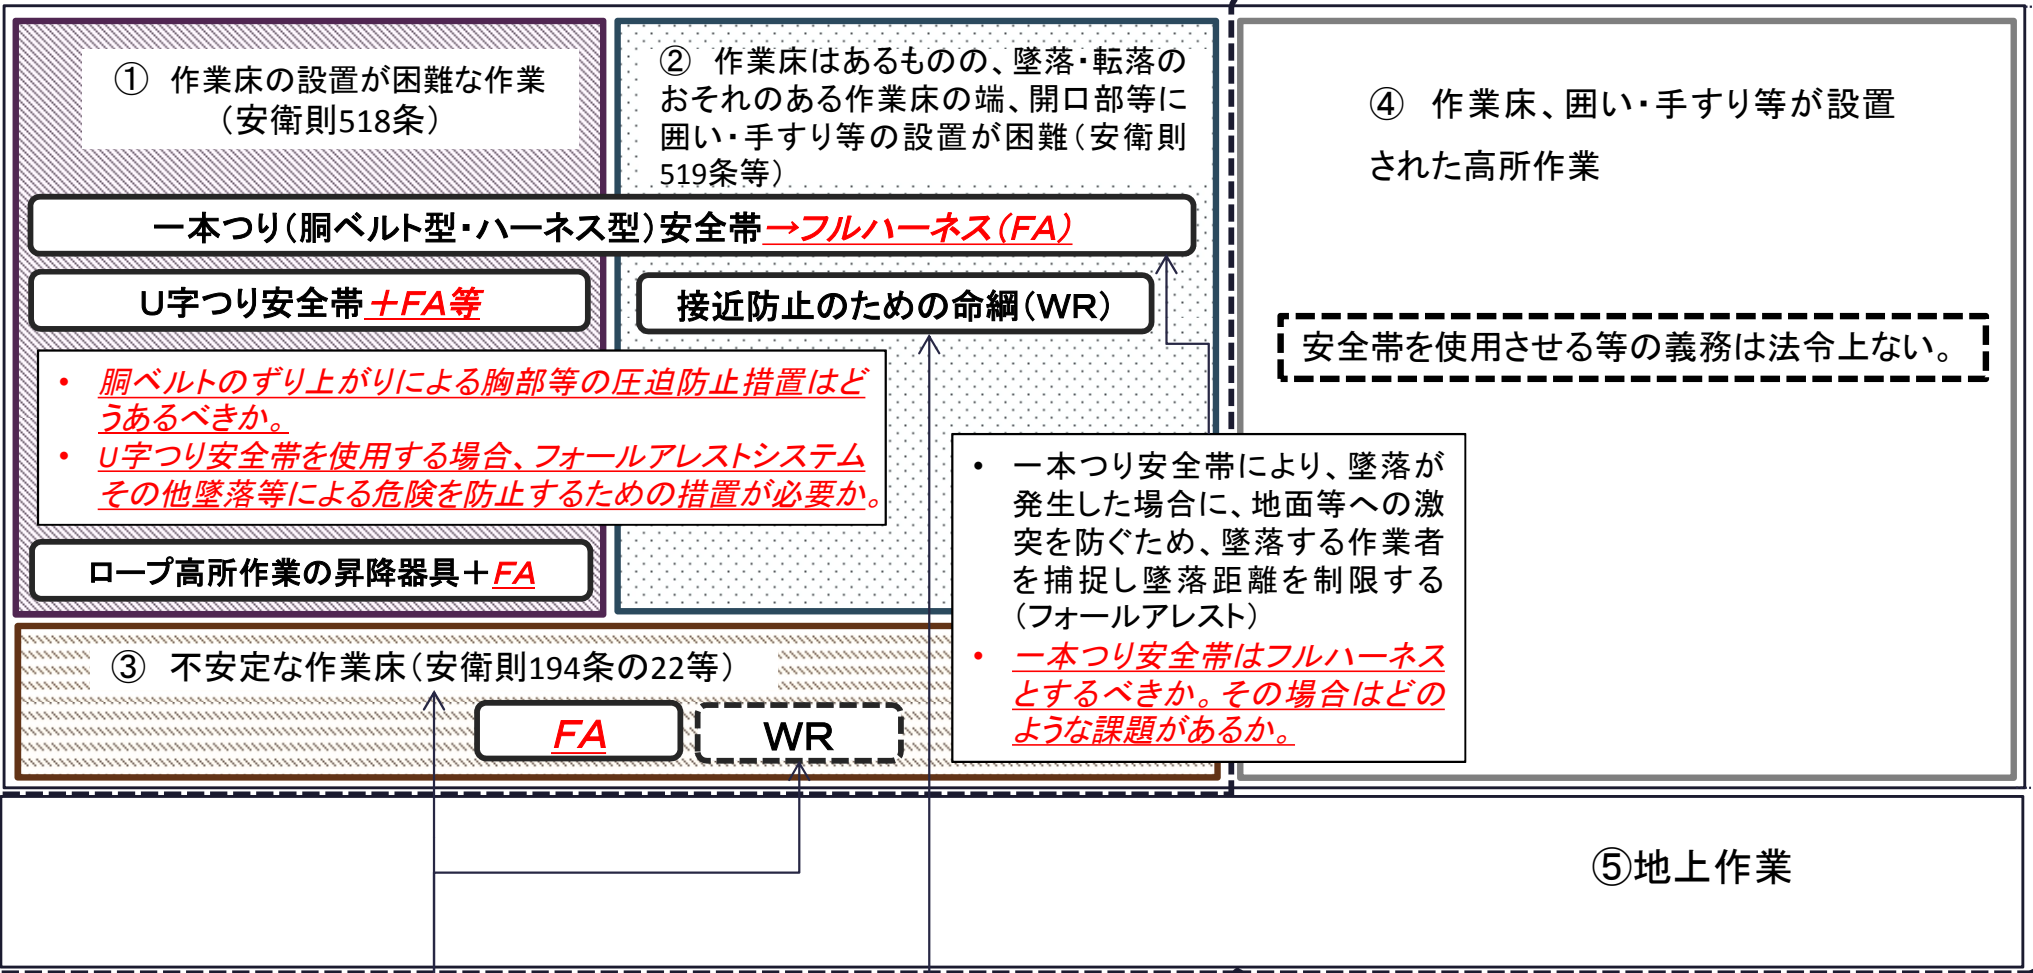 ① 作業床の設置が困難な作業
（安衛則518条）
② 作業床はあるものの、墜落・転落の
おそれのある作業床の端、開口部等に
囲い・手すり等の設置が困難（安衛則
519条等）
④ 作業床、囲い・手すり等が設置
された高所作業
一本つり（胴ベルト型・ハーネス型）安全帯→フルハーネス（FA）
U字つり安全帯＋FA等
接近防止のための命綱（WR）
安全帯を使用させる等の義務は法令上ない。
• 胴ベルトのずり上がりによる胸部等の圧迫防止措置はど
うあるべきか。
• U字つり安全帯を使用する場合、フォールアレストシステム
その他墜落等による危険を防止するための措置が必要か。
ロープ高所作業の昇降器具＋FA
• 一本つり安全帯により、墜落が
発生した場合に、地面等への激
突を防ぐため、墜落する作業者
を捕捉し墜落距離を制限する
（フォールアレスト）
• 一本つり安全帯はフルハーネス
とするべきか。その場合はどの
ような課題があるか。
③ 不安定な作業床（安衛則194条の22等）
FA
WR
⑤地上作業